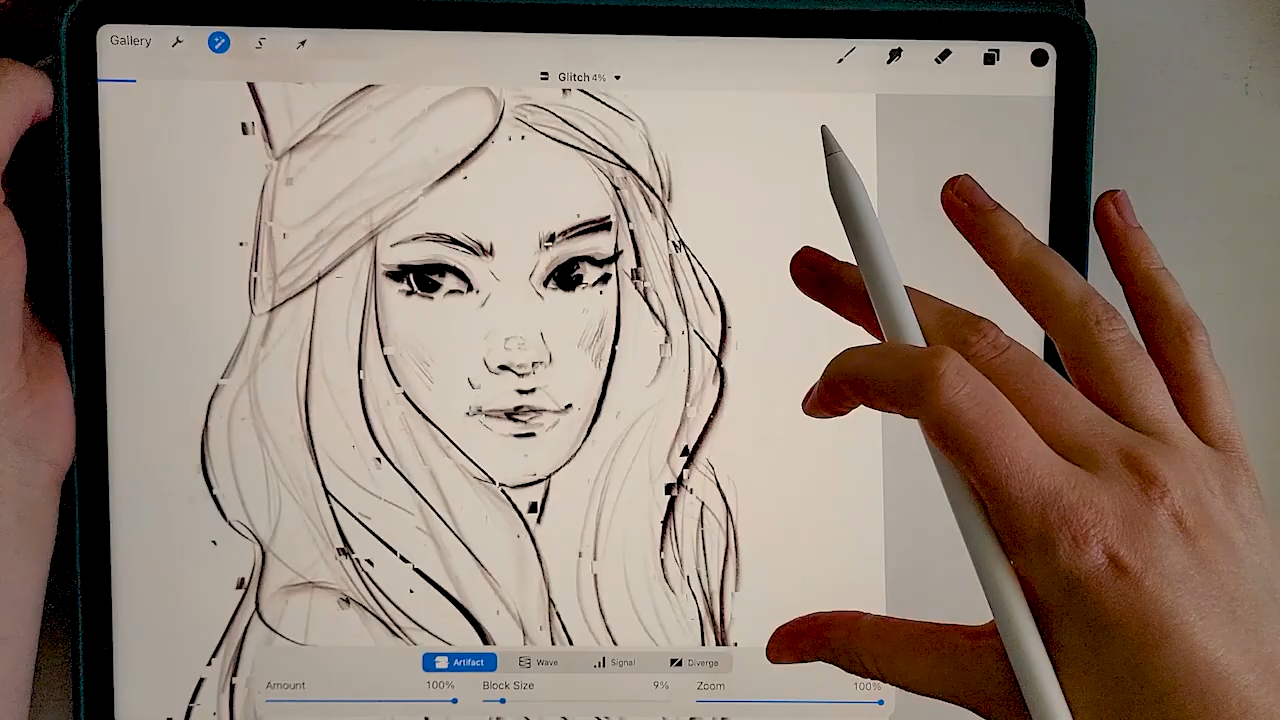 Gallery
Glitch 4%
Artifact Wave Signal Diverge
Amount 100% Block Size 9% Zoom 100%